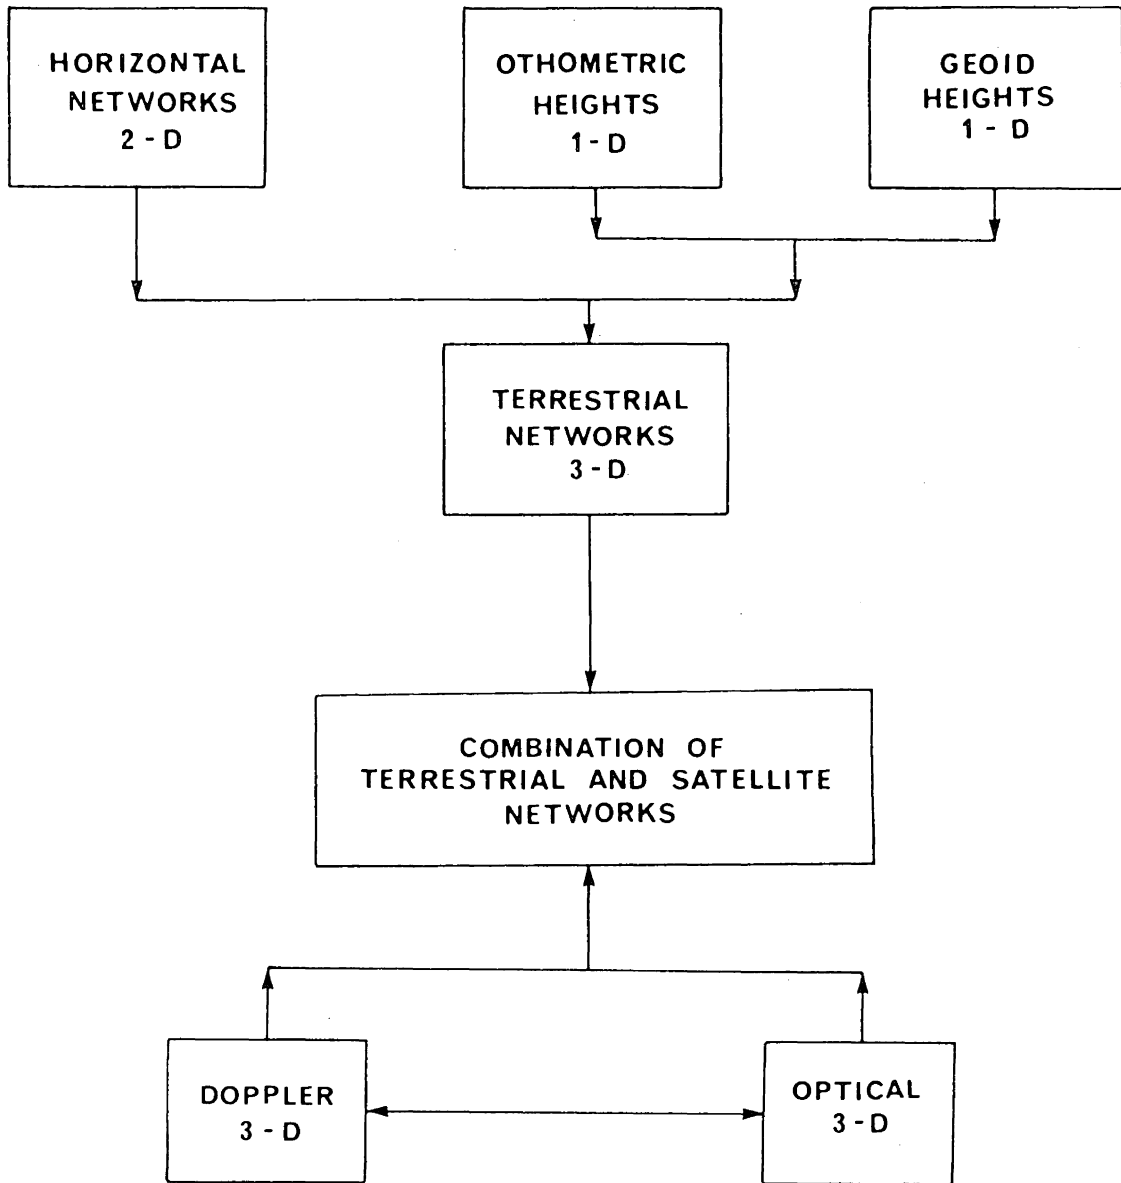 HORIZONTAL
NETWORKS
2 - D
OTHOMETRIC
HEIGHTS
1 - D
GEOID
HEIGHTS
1 - D
TERRESTRIAL
NETWORKS
3 - D
COMBINATION OF
TERRESTRIAL AND SATELLITE
NETWORKS
DOPPLER
3 - D
OPTICAL
3 - D